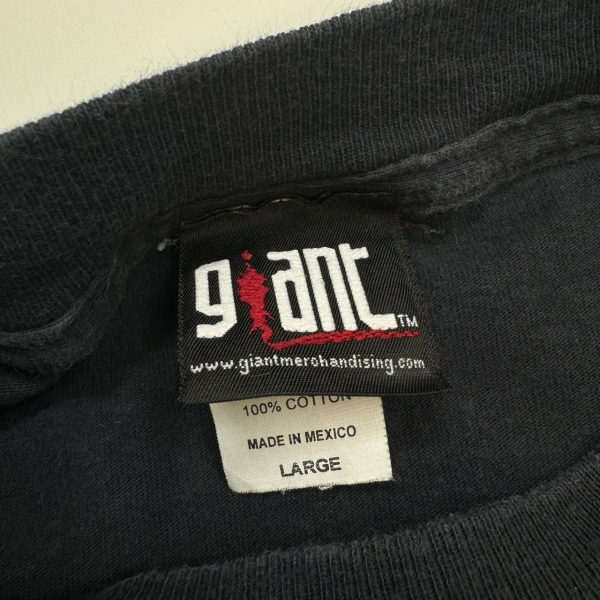 giant
TM
www.giantmerchandising.com
100% COTTON
MADE IN MEXICO
LARGE